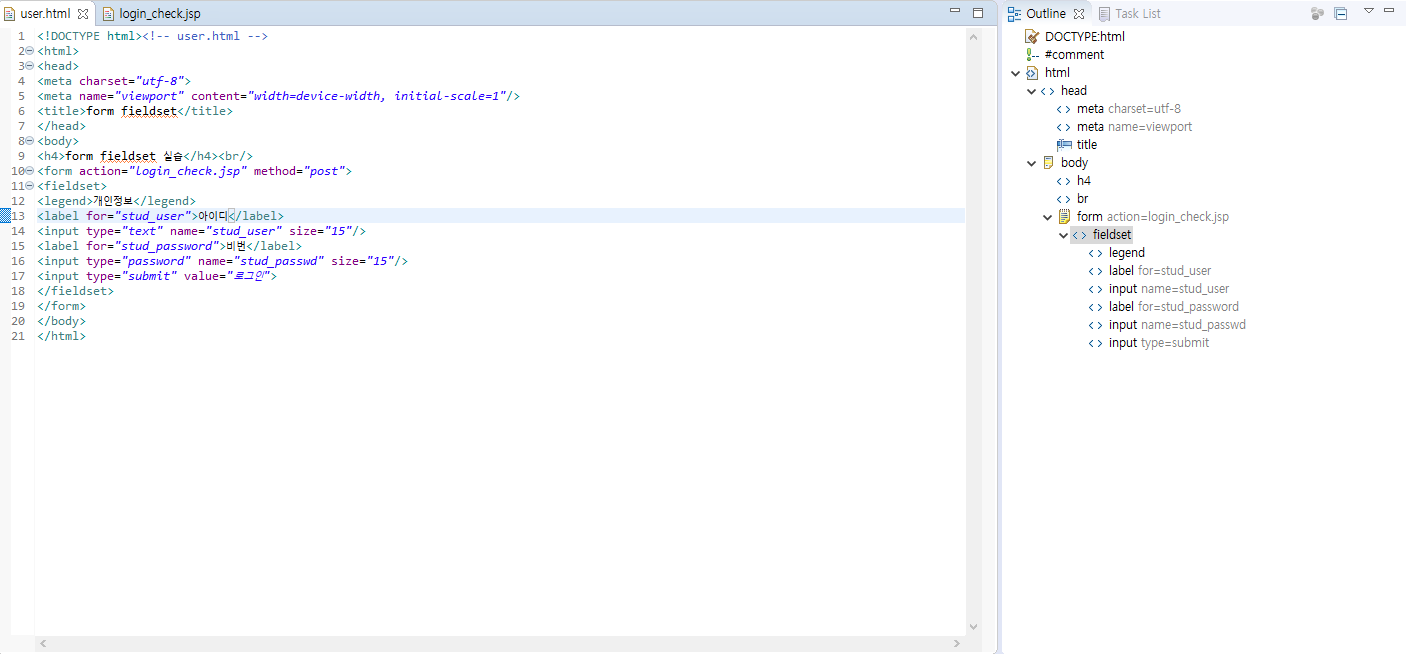 user.html
login_check.jsp
1 <!DOCTYPE html><!-- user.html -->
2 <html>
3 <head>
4 <meta charset="utf-8">
5 <meta name="viewport" content="width=device-width, initial-scale=1"/>
6 <title>form fieldset</title>
7 </head>
8 <body>
9 <h4>form fieldset 실습</h4><br/>
10 <form action="login_check.jsp" method="post">
11 <fieldset>
12 <legend>개인정보</legend>
13 <label for="stud_user">아이디</label>
14 <input type="text" name="stud_user" size="15"/>
15 <label for="stud_password">비번</label>
16 <input type="password" name="stud_passwd" size="15"/>
17 <input type="submit" value="로그인">
18 </fieldset>
19 </form>
20 </body>
21 </html>
Outline
Task List
DOCTYPE:html
#comment
html
head
meta charset=utf-8
meta name=viewport
title
body
h4
br
form action=login_check.jsp
fieldset
legend
label for=stud_user
input name=stud_user
label for=stud_password
input name=stud_passwd
input type=submit